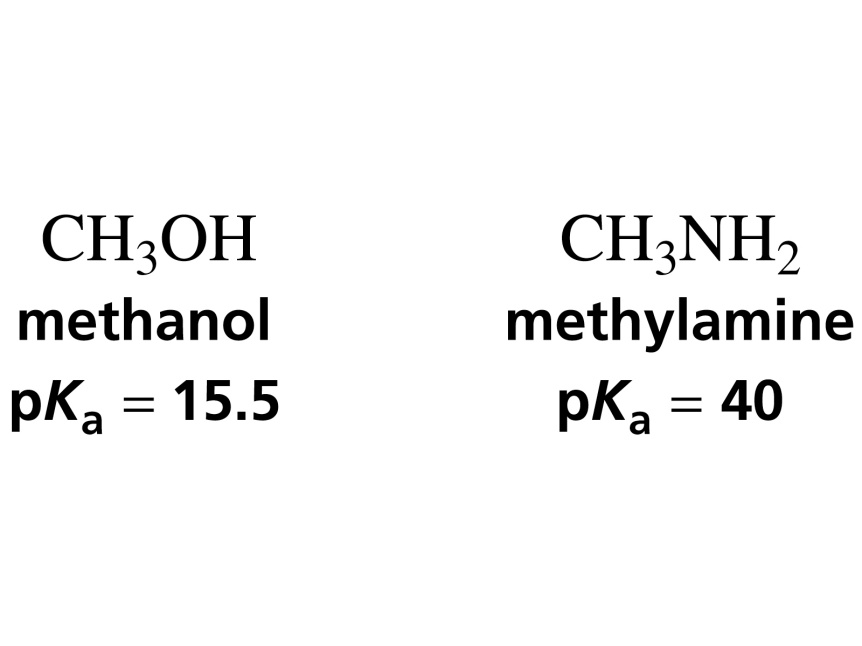 CH₃OH CH₃NH₂
methanol methylamine
pKₐ = 15.5 pKₐ = 40